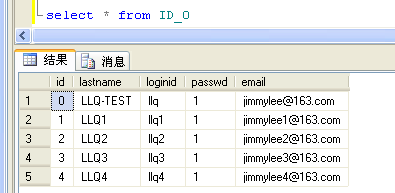 select * from ID_O
结果 消息
id lastname loginid passwd email
1 0 LLQ-TEST llq 1 jimmylee@163.com
2 1 LLQ1 llq1 1 jimmylee1@163.com
3 2 LLQ2 llq2 1 jimmylee2@163.com
4 3 LLQ3 llq3 1 jimmylee3@163.com
5 4 LLQ4 llq4 1 jimmylee4@163.com